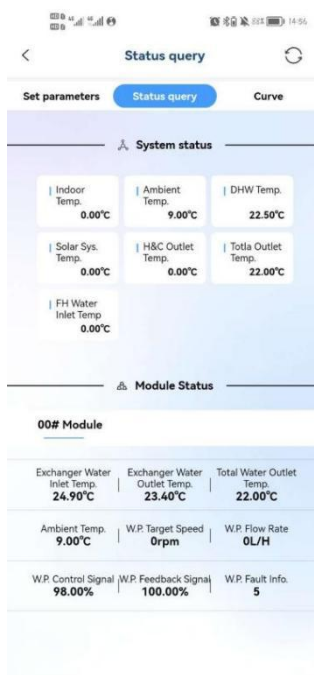 14:56
Status query
Set parameters Status query Curve
System status
Indoor Ambient DHW Temp.
Temp. Temp.
0.00°C 9.00°C 22.50°C
Solar Sys. H&C Outlet Totla Outlet
Temp. Temp. Temp.
0.00°C 0.00°C 22.00°C
FH Water
Inlet Temp
0.00°C
Module Status
00# Module
Exchanger Water Exchanger Water Total Water Outlet
Inlet Temp. Outlet Temp. Temp.
24.90°C 23.40°C 22.00°C
Ambient Temp. W.P. Target Speed W.P. Flow Rate
9.00°C 0rpm 0L/H
W.P. Control Signal W.P. Feedback Signal W.P. Fault Info.
98.00% 100.00% 5